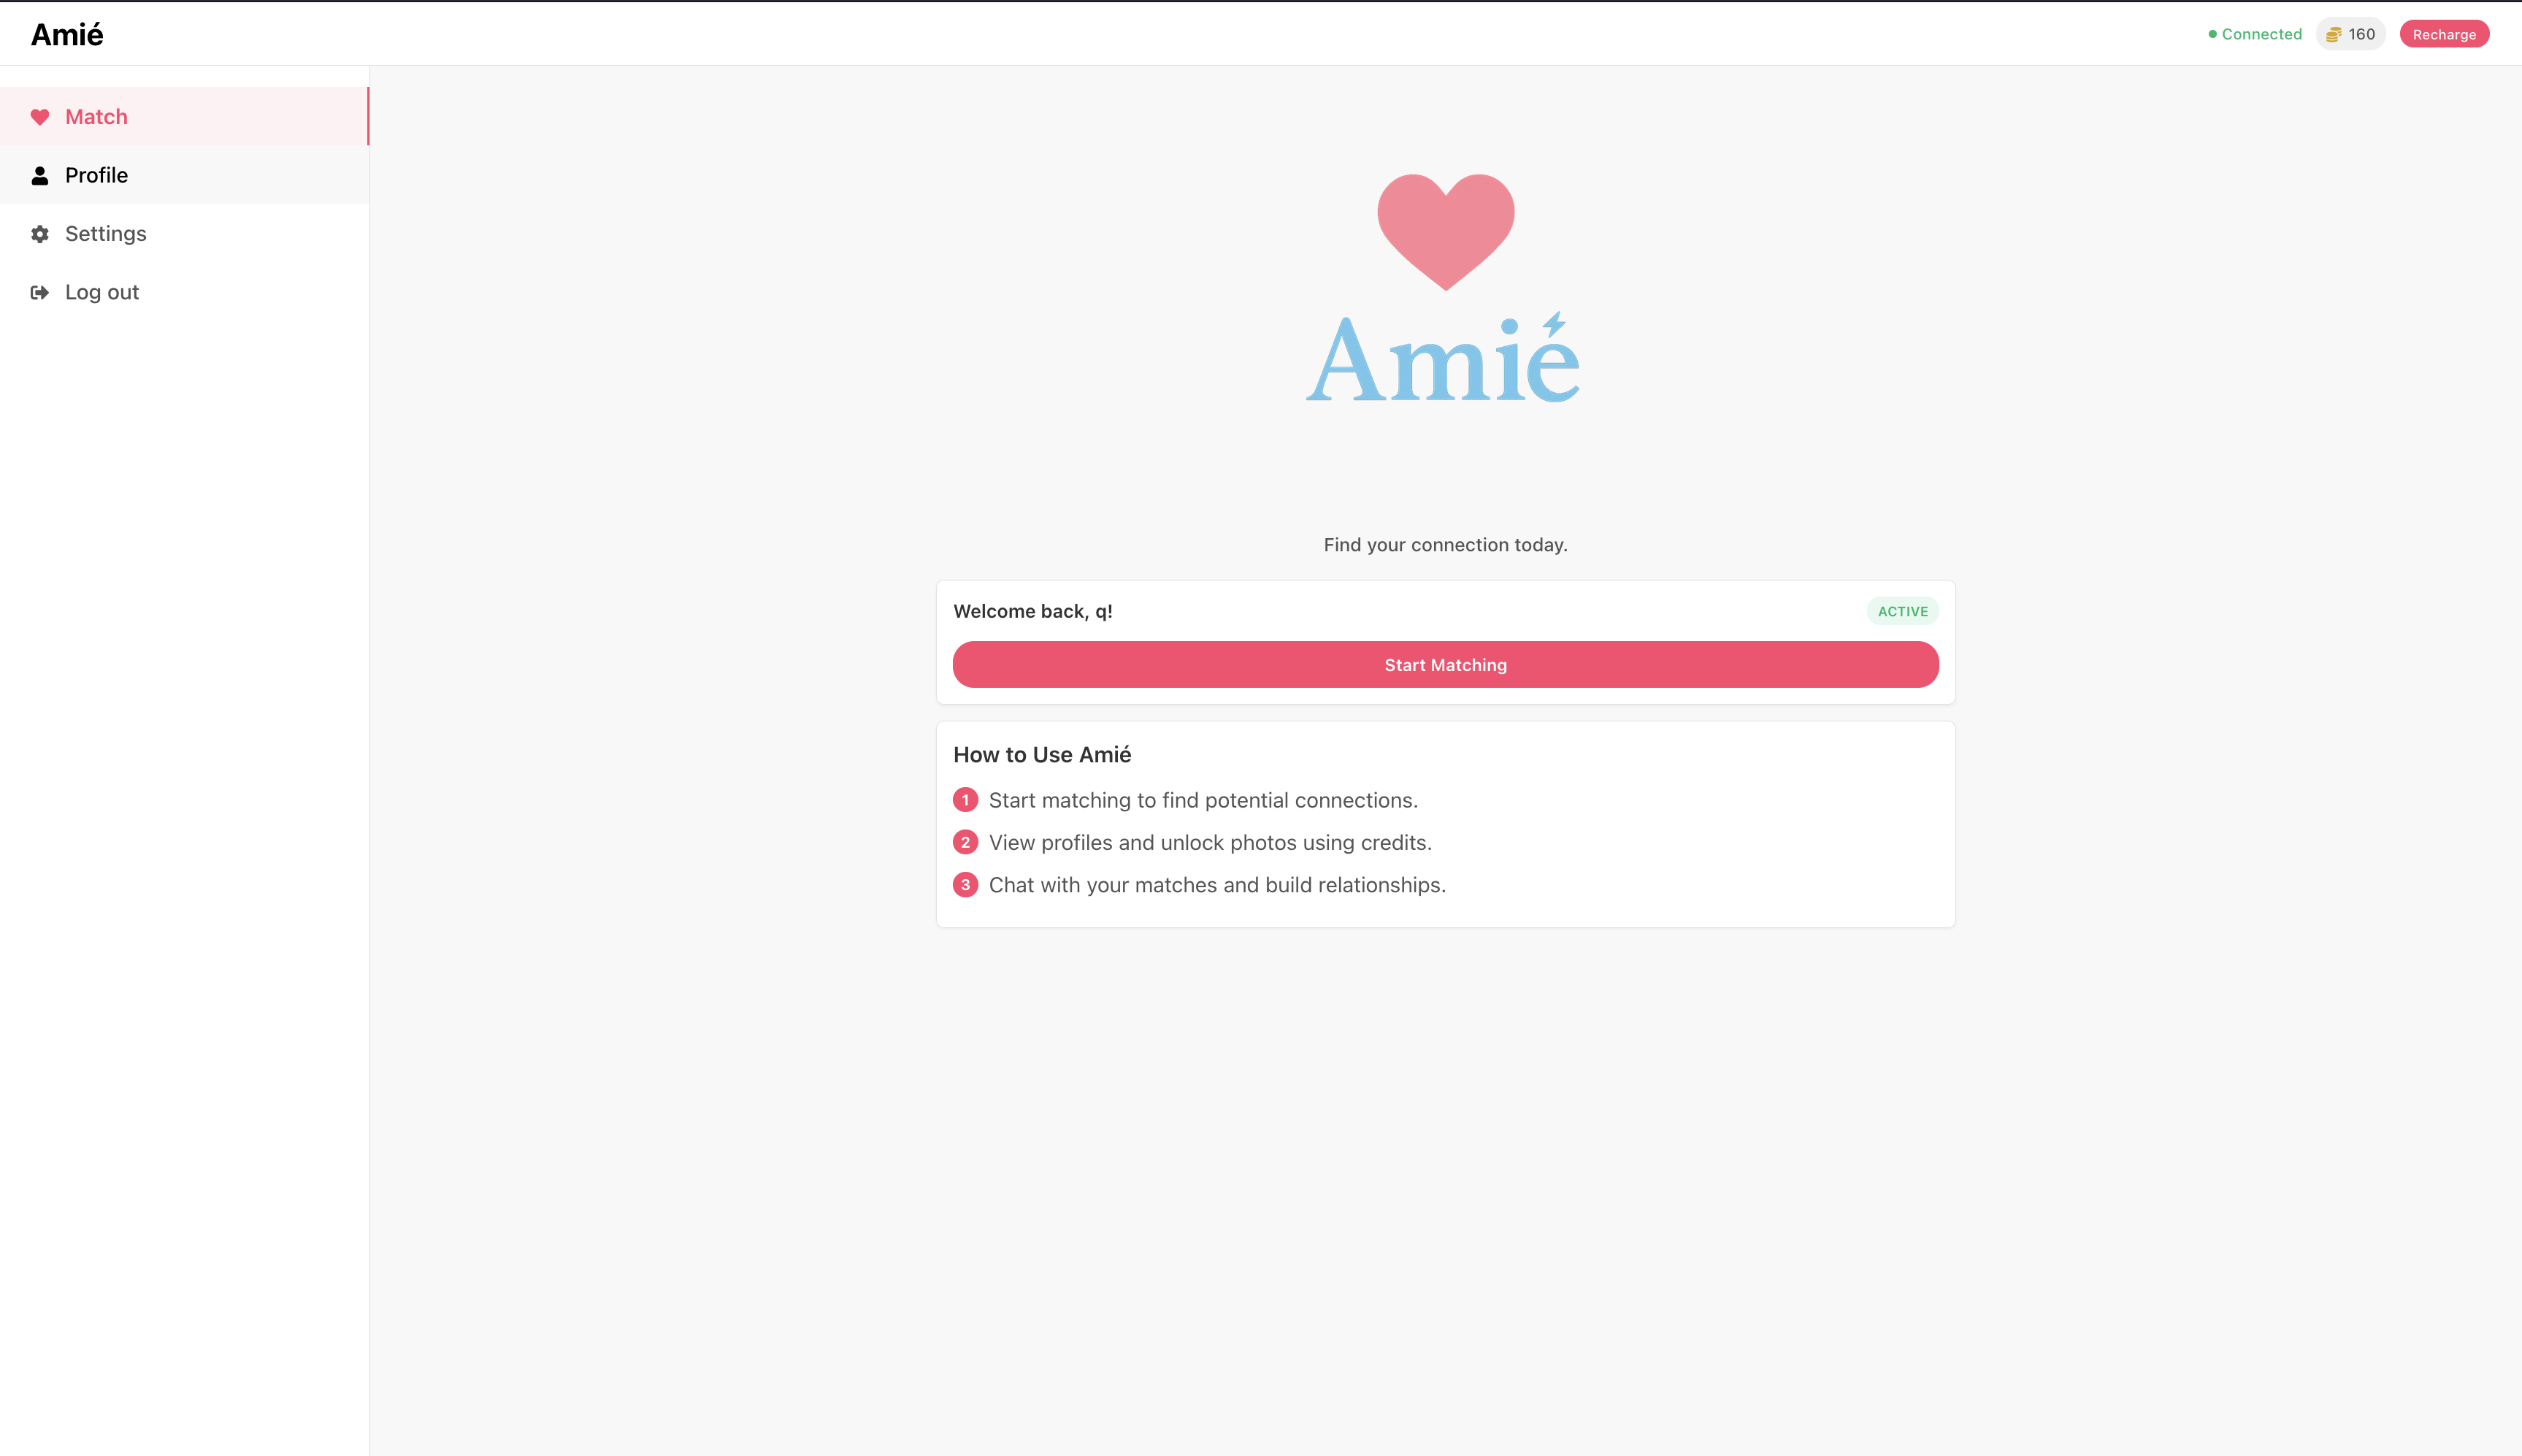 Amié
Connected
160
Recharge
Match
Profile
Settings
Log out
Amié
Find your connection today.
Welcome back, q!
ACTIVE
Start Matching
How to Use Amié
1 Start matching to find potential connections.
2 View profiles and unlock photos using credits.
3 Chat with your matches and build relationships.